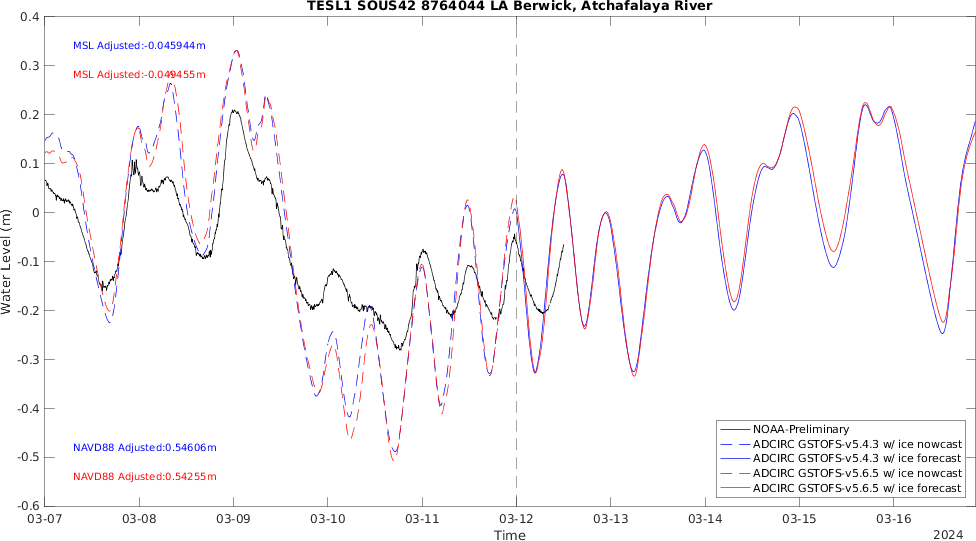 TESL1 SOUS42 8764044 LA Berwick, Atchafalaya River
0.4
0.3
0.2
0.1
0
-0.1
-0.2
-0.3
-0.4
-0.5
-0.6
Water Level (m)
MSL Adjusted:-0.045944m
MSL Adjusted:-0.049455m
NAVD88 Adjusted:0.54606m
NAVD88 Adjusted:0.54255m
NOAA-Preliminary
ADCIRC GSTOFS-v5.4.3 w/ ice nowcast
ADCIRC GSTOFS-v5.4.3 w/ ice forecast
ADCIRC GSTOFS-v5.6.5 w/ ice nowcast
ADCIRC GSTOFS-v5.6.5 w/ ice forecast
03-07 03-08 03-09 03-10 03-11 03-12 03-13 03-14 03-15 03-16
Time
2024